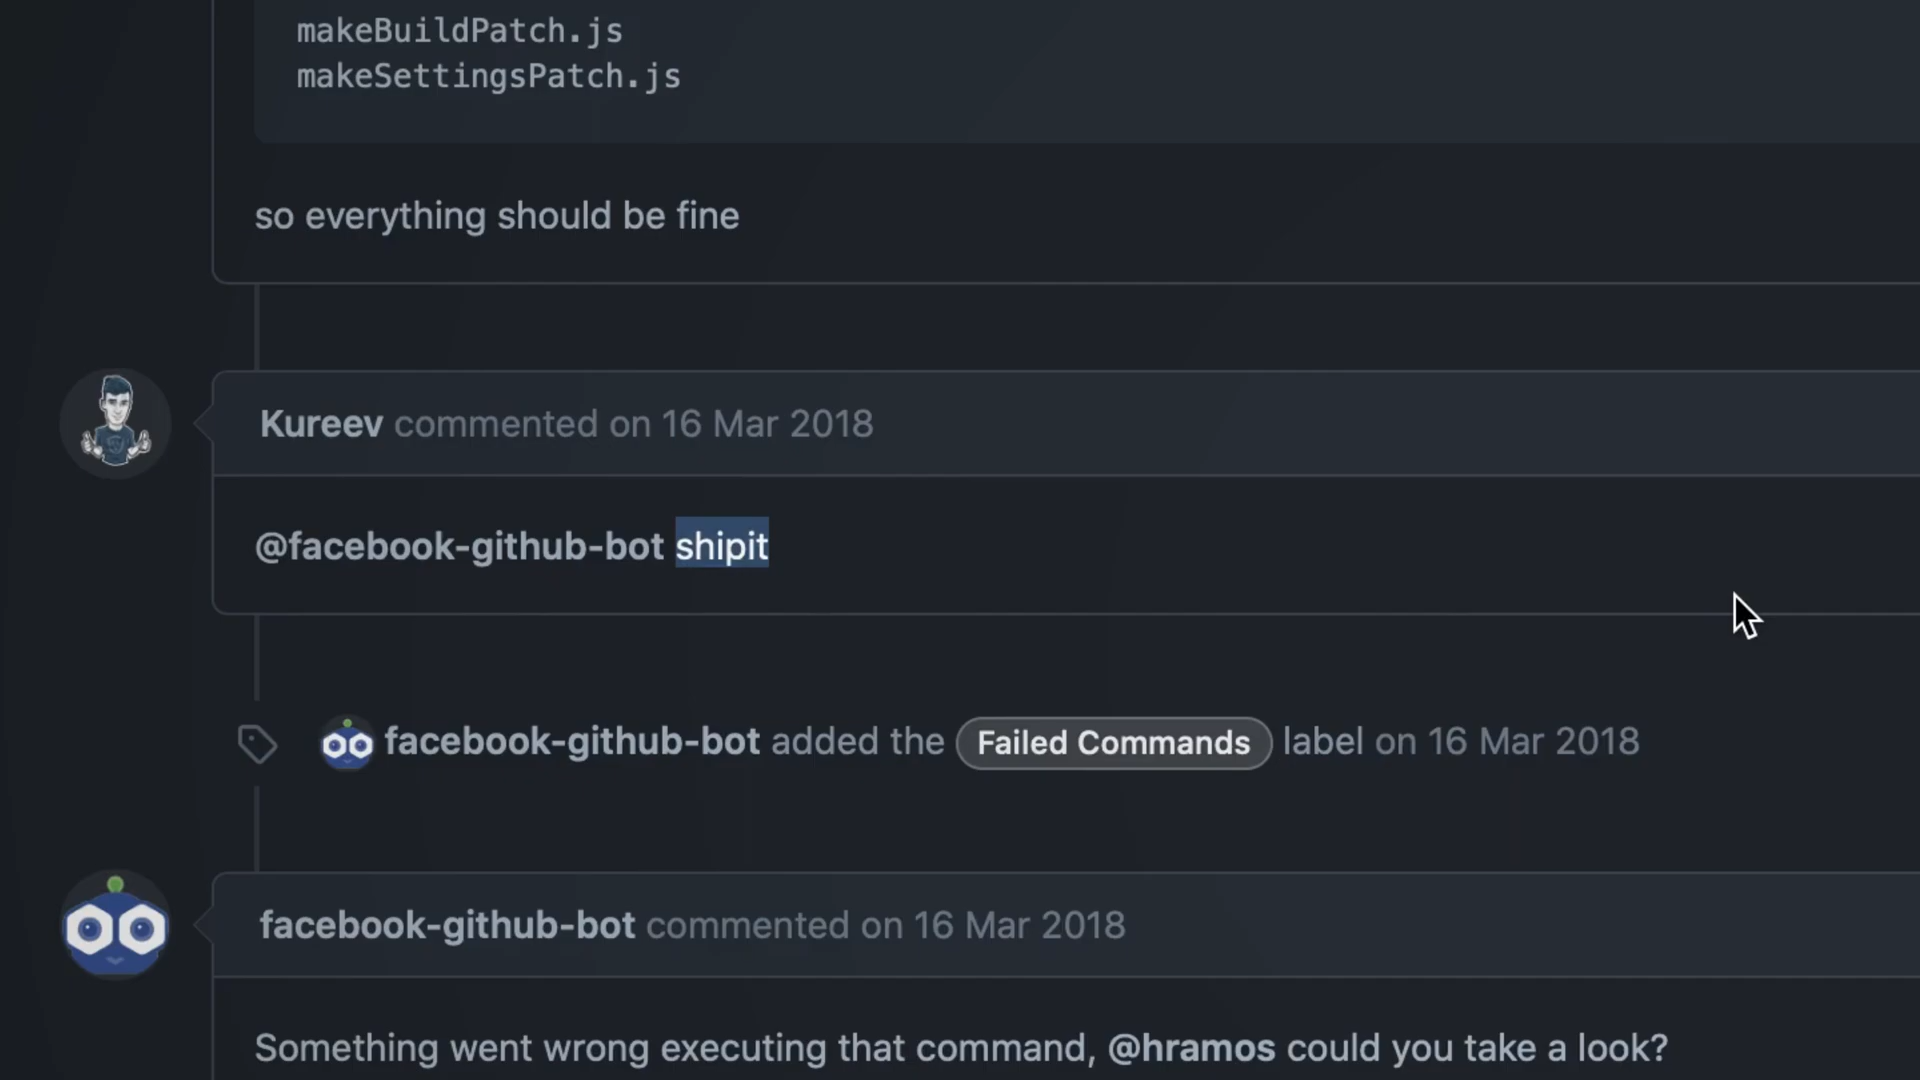 makeBuildPatch.js
makeSettingsPatch.js
so everything should be fine
Kureev commented on 16 Mar 2018
@facebook-github-bot shipit
facebook-github-bot added the Failed Commands label on 16 Mar 2018
facebook-github-bot commented on 16 Mar 2018
Something went wrong executing that command, @hramos could you take a look?